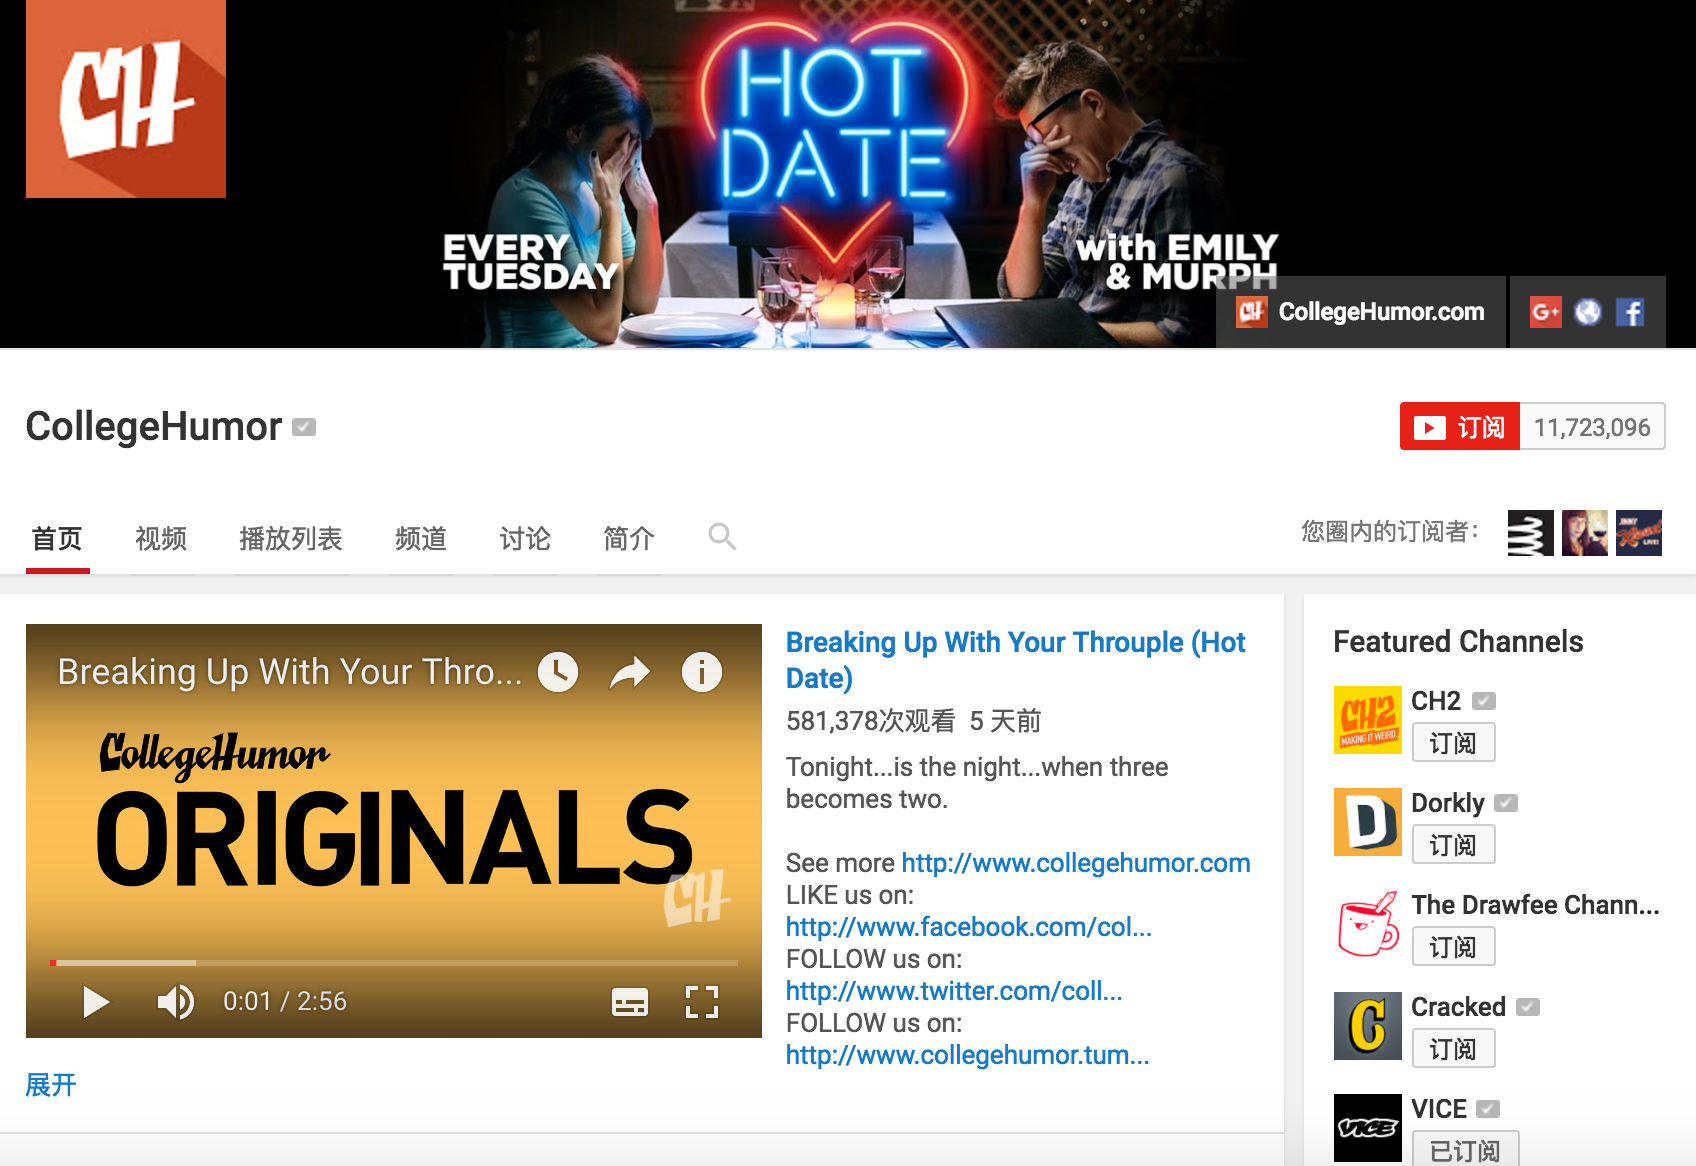 CH
HOT
DATE
EVERY
TUESDAY
with EMILY
& MURPH
CH CollegeHumor.com
G+
f
CollegeHumor
订阅 11,723,096
首页 视频 播放列表 频道 讨论 简介
您圈内的订阅者：
Breaking Up With Your Thro...
CollegeHumor
ORIGINALS
CH
0:01 / 2:56
展开
Breaking Up With Your Throuple (Hot
Date)
581,378次观看 5 天前
Tonight...is the night...when three
becomes two.
See more http://www.collegehumor.com
LIKE us on:
http://www.facebook.com/col...
FOLLOW us on:
http://www.twitter.com/coll...
FOLLOW us on:
http://www.collegehumor.tum...
Featured Channels
CH2
MAKING IT WEIRD.
CH2
订阅
D
Dorkly
订阅
The Drawfee Chann...
订阅
C
Cracked
订阅
VICE
VICE
已订阅